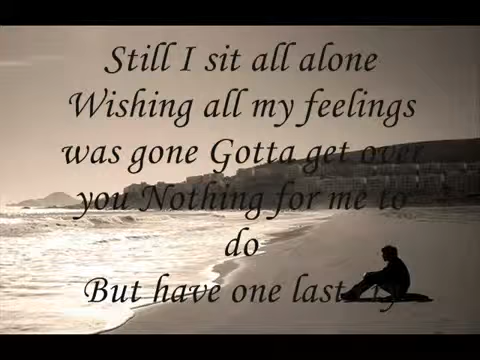 Still I sit all alone
Wishing all my feelings
was gone Gotta get over
you Nothing for me to
do
But have one last cry